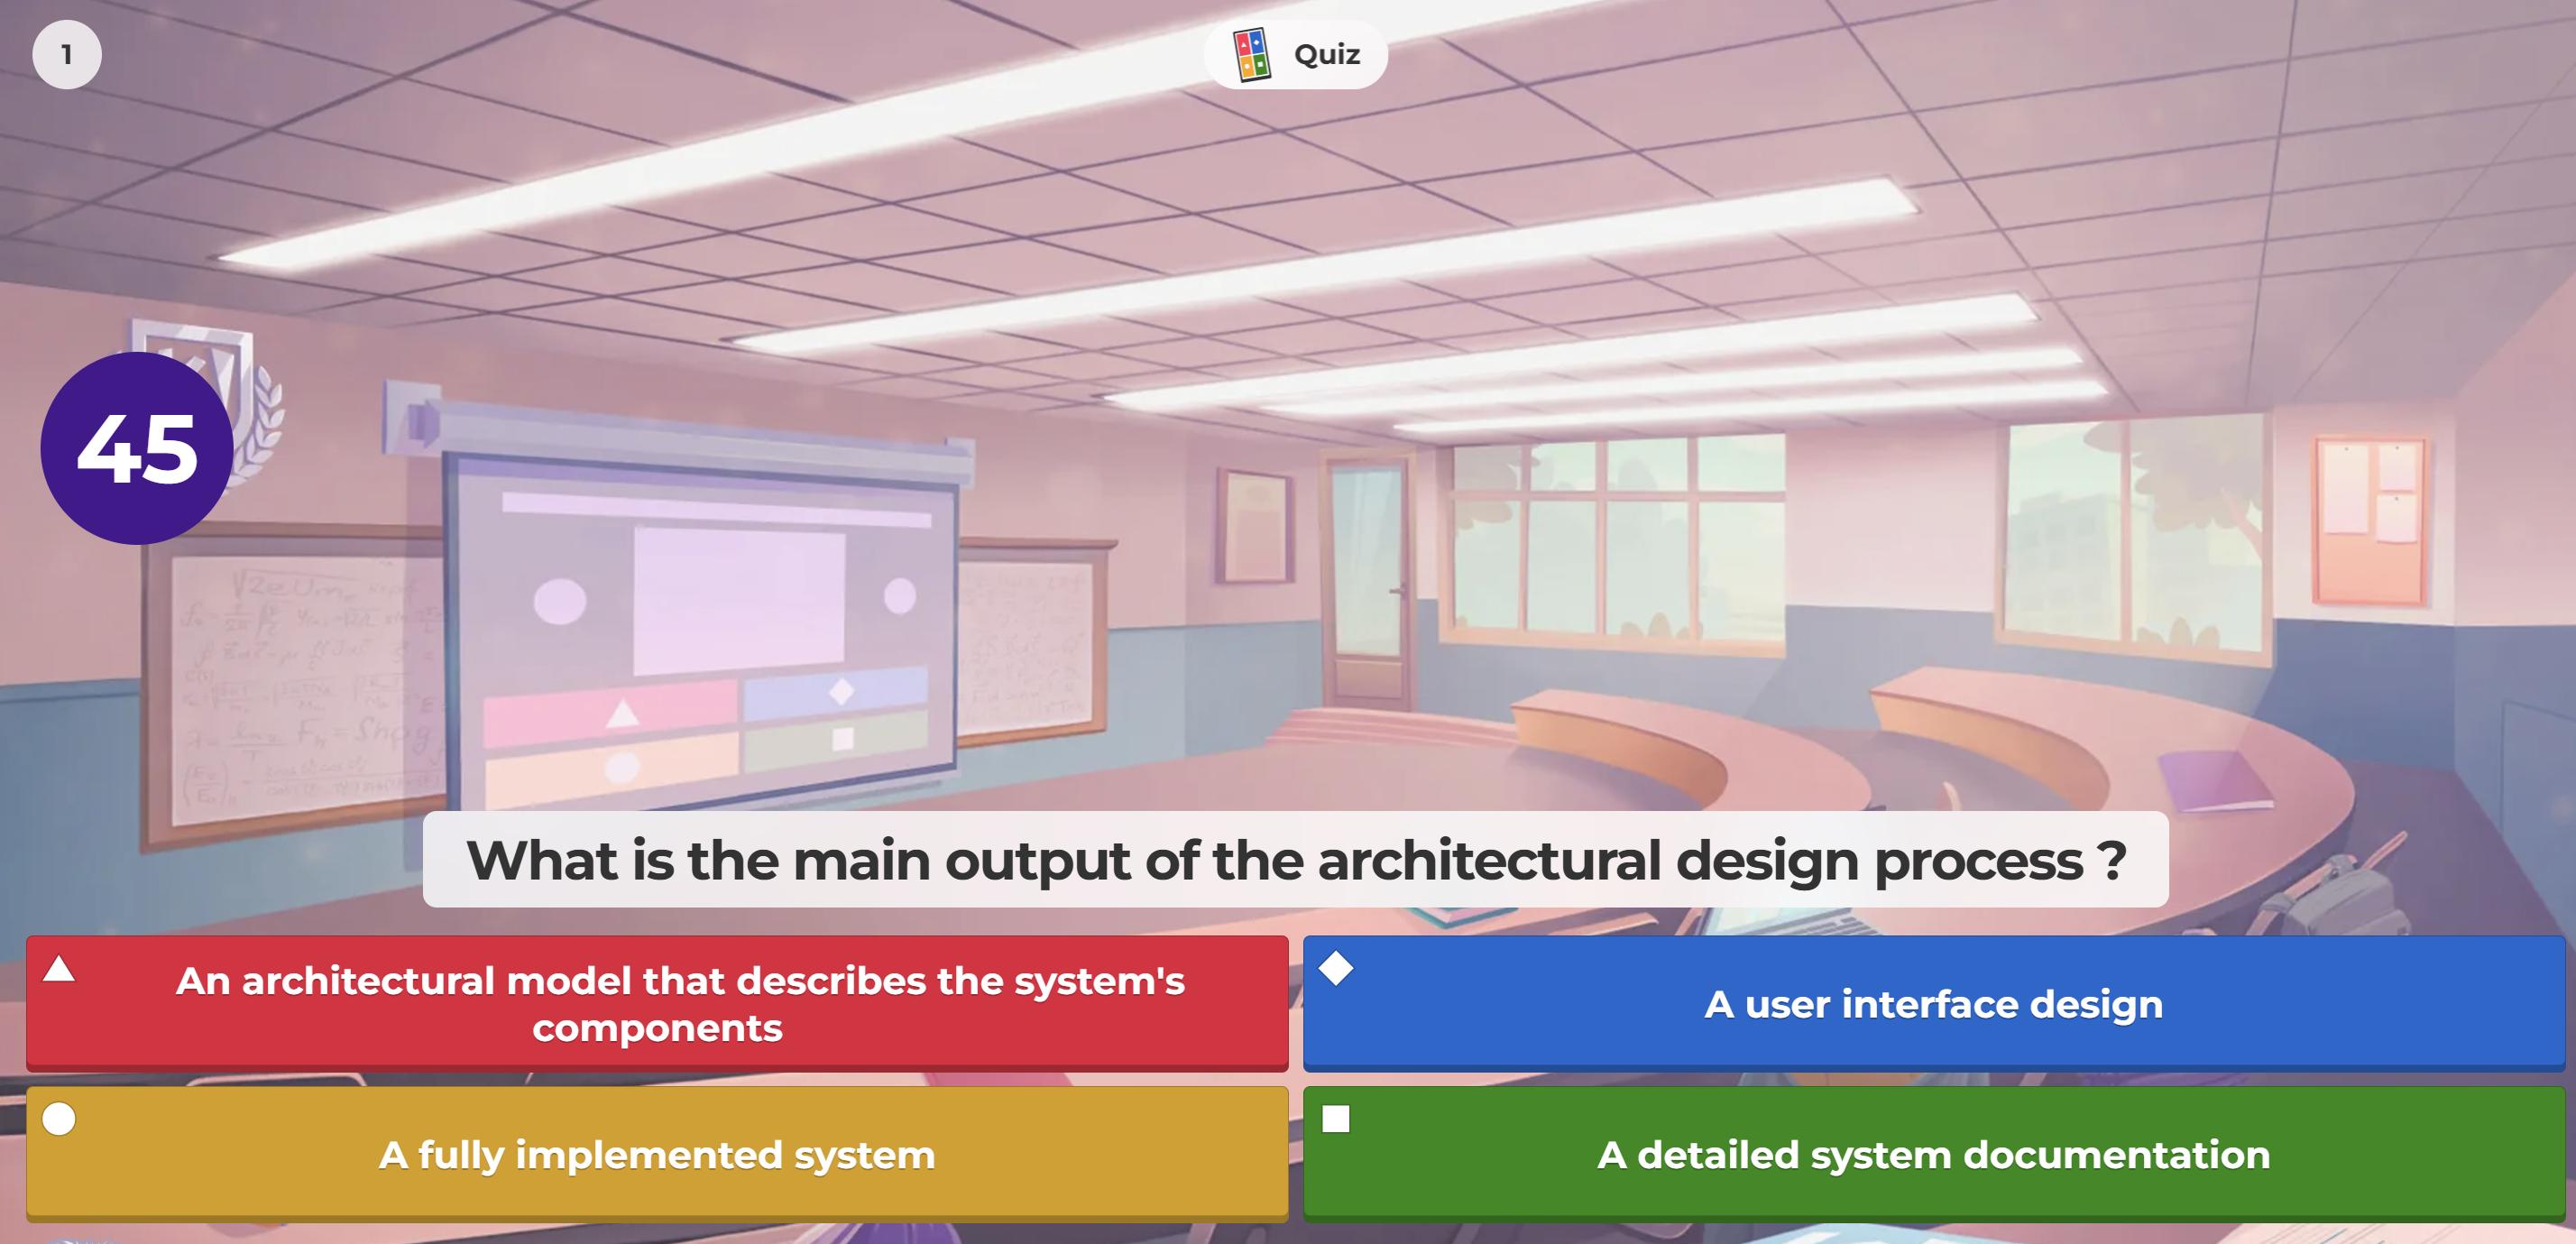 1
Quiz
45
What is the main output of the architectural design process ?
An architectural model that describes the system's
components
A user interface design
A fully implemented system
A detailed system documentation